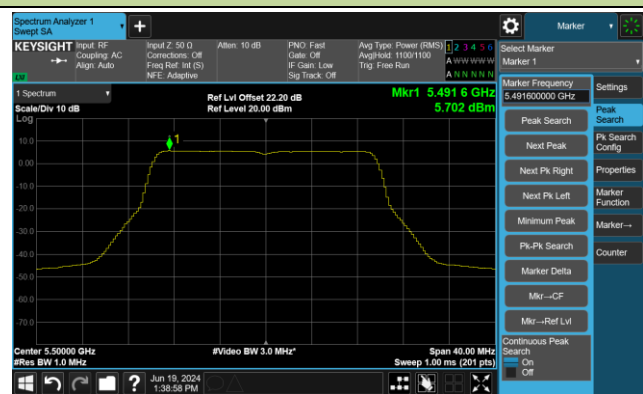 Spectrum Analyzer 1
Swept SA
Marker
KEYSIGHT
Input: RF
Coupling: AC
Align: Auto
Input Z: 50 Ω
Corrections: Off
Freq Ref: Int (S)
NFE: Adaptive
Atten: 10 dB
PNO: Fast
Gate: Off
IF Gain: Low
Sig Track: Off
Avg Type: Power (RMS)
Avg|Hold: 1100/1100
Trig: Free Run
1 2 3 4 5 6
A W W W W W
A N N N N N
LXI
Select Marker
Marker 1
1 Spectrum
Scale/Div 10 dB
Log
Ref Lvl Offset 22.20 dB
Ref Level 20.00 dBm
Mkr1 5.491 6 GHz
5.702 dBm
1
10.0
0.00
-10.0
-20.0
-30.0
-40.0
-50.0
-60.0
-70.0
Center 5.50000 GHz
#Res BW 1.0 MHz
#Video BW 3.0 MHz*
Span 40.00 MHz
Sweep 1.00 ms (201 pts)
Marker Frequency
5.491600000 GHz
Peak Search
Next Peak
Next Pk Right
Next Pk Left
Minimum Peak
Pk-Pk Search
Marker Delta
Mkr→CF
Mkr→Ref Lvl
Continuous Peak
Search
On
Off
Settings
Peak
Search
Pk Search
Config
Properties
Marker
Function
Marker→
Counter
Jun 19, 2024
1:38:58 PM